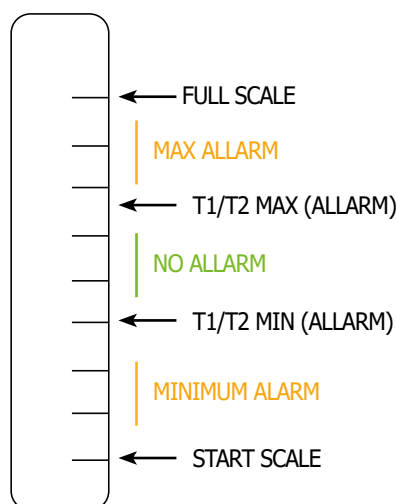 FULL SCALE
MAX ALLARM
T1/T2 MAX (ALLARM)
NO ALLARM
T1/T2 MIN (ALLARM)
MINIMUM ALARM
START SCALE